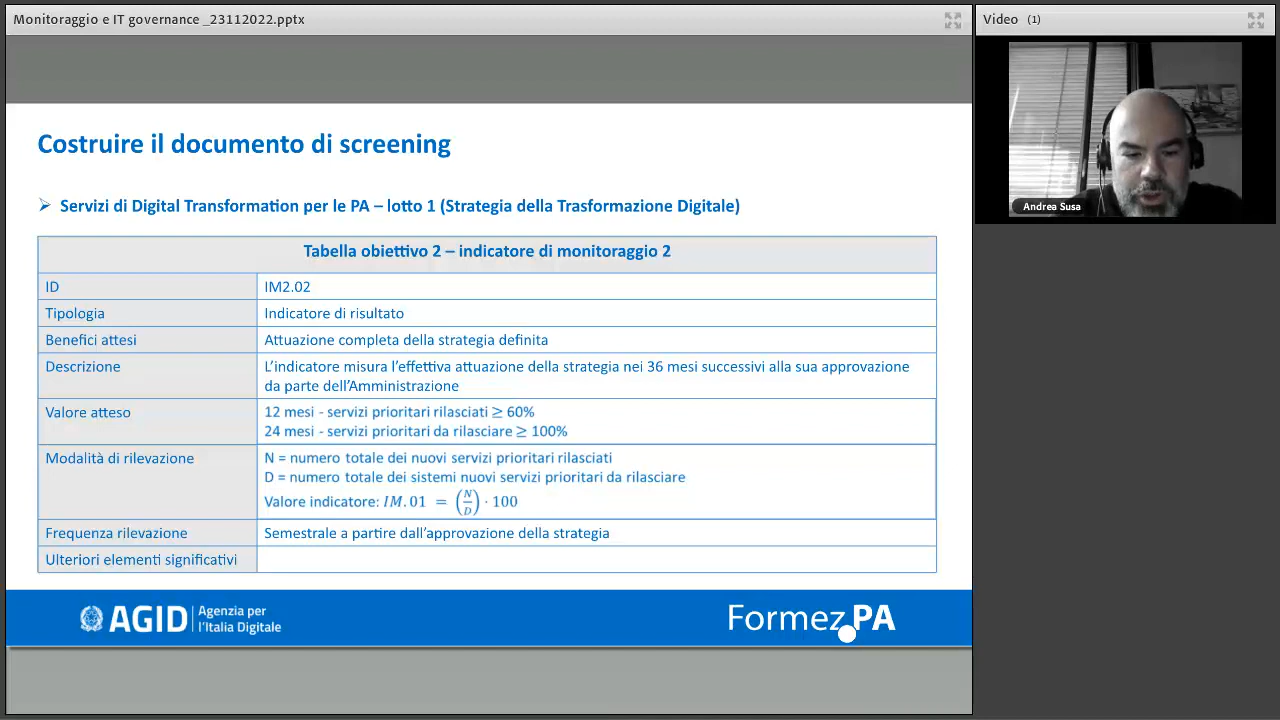 Monitoraggio e IT governance _23112022.pptx
Video (1)
Andrea Susa
Costruire il documento di screening
Servizi di Digital Transformation per le PA – lotto 1 (Strategia della Trasformazione Digitale)
Tabella obiettivo 2 – indicatore di monitoraggio 2
ID IM2.02
Tipologia Indicatore di risultato
Benefici attesi Attuazione completa della strategia definita
Descrizione L'indicatore misura l'effettiva attuazione della strategia nei 36 mesi successivi alla sua approvazione
da parte dell'Amministrazione
Valore atteso 12 mesi - servizi prioritari rilasciati ≥ 60%
24 mesi - servizi prioritari da rilasciare ≥ 100%
Modalità di rilevazione N = numero totale dei nuovi servizi prioritari rilasciati
D = numero totale dei sistemi nuovi servizi prioritari da rilasciare
Valore indicatore: IM.01 = (N/D) · 100
Frequenza rilevazione Semestrale a partire dall'approvazione della strategia
Ulteriori elementi significativi
AGID Agenzia per
l'Italia Digitale
Formez PA